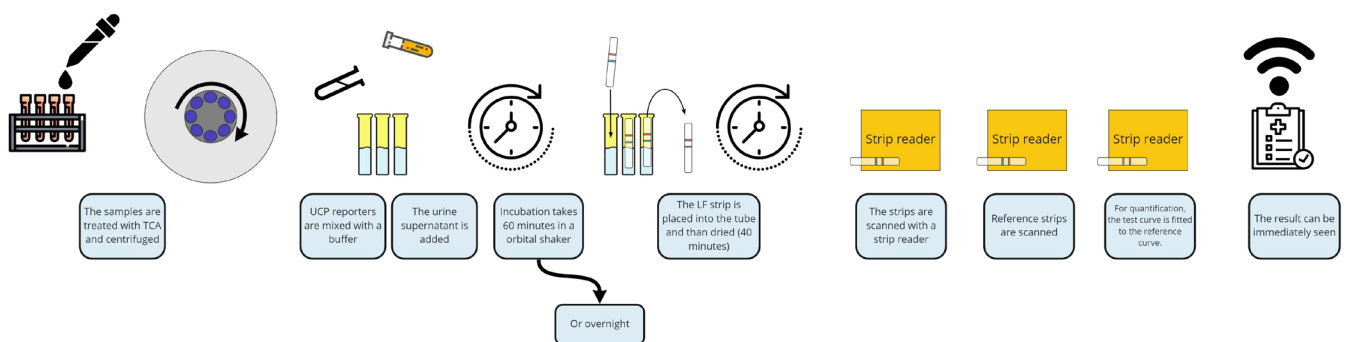 The samples are
treated with TCA
and centrifuged
UCP reporters
are mixed with a
buffer
The urine
supernatant is
added
Incubation takes
60 minutes in a
orbital shaker
Or overnight
The LF strip is
placed into the tube
and than dried (40
minutes)
Strip reader
The strips are
scanned with a
strip reader
Strip reader
Reference strips
are scanned
Strip reader
For quantification,
the test curve is fitted
to the reference
curve.
The result can be
immediately seen